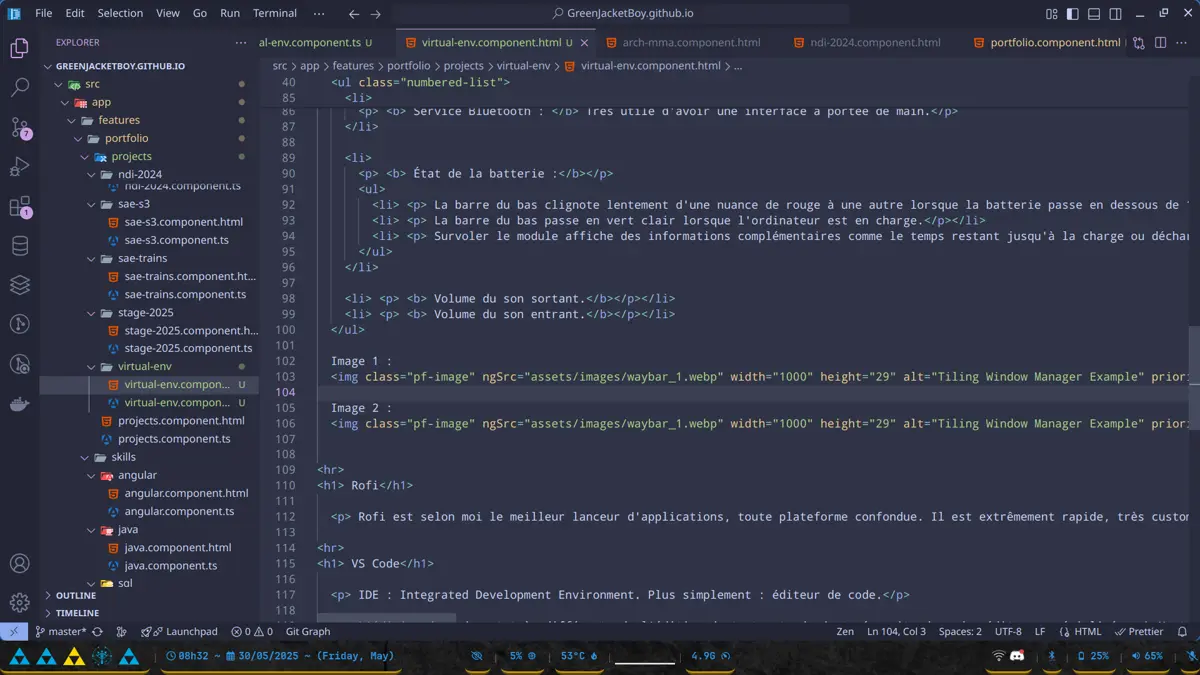 File Edit Selection View Go Run Terminal ··· GreenJacketBoy.github.io
EXPLORER ···
al-env.component.ts U virtual-env.component.html U arch-mma.component.html ndi-2024.component.html portfolio.component.html ···
GREENJACKETBOY.GITHUB.IO
src > app > features > portfolio > projects > virtual-env > virtual-env.component.html > ...
src
app
features
portfolio
projects
ndi-2024
ndi-2024.component.ts
sae-s3
sae-s3.component.html
sae-s3.component.ts
sae-trains
sae-trains.component.ht...
sae-trains.component.ts
stage-2025
stage-2025.component.h...
stage-2025.component.ts
virtual-env
virtual-env.compon... U
virtual-env.compon... U
projects.component.html
projects.component.ts
skills
angular
angular.component.html
angular.component.ts
java
java.component.html
java.component.ts
sql
OUTLINE
TIMELINE
7
1
40 <ul class="numbered-list">
85 <li>
86 <p> <b> Service Bluetooth : </b> Très utile d'avoir une interface à portée de main.</p>
87 </li>
88
89 <li>
90 <p> <b> État de la batterie :</b></p>
91 <ul>
92 <li> <p> La barre du bas clignote lentement d'une nuance de rouge à une autre lorsque la batterie passe en dessous de
93 <li> <p> La barre du bas passe en vert clair lorsque l'ordinateur est en charge.</p></li>
94 <li> <p> Survoler le module affiche des informations complémentaires comme le temps restant jusqu'à la charge ou déchar
95 </ul>
96 </li>
97
98 <li> <p> <b> Volume du son sortant.</b></p></li>
99 <li> <p> <b> Volume du son entrant.</b></p></li>
100 </ul>
101
102 Image 1 :
103 <img class="pf-image" ngSrc="assets/images/waybar_1.webp" width="1000" height="29" alt="Tiling Window Manager Example" prior
104
105 Image 2 :
106 <img class="pf-image" ngSrc="assets/images/waybar_1.webp" width="1000" height="29" alt="Tiling Window Manager Example" prior
107
108
109 <hr>
110 <h1> Rofi</h1>
111
112 <p> Rofi est selon moi le meilleur lanceur d'applications, toute plateforme confondue. Il est extrêmement rapide, très custom
113
114 <hr>
115 <h1> VS Code</h1>
116
117 <p> IDE : Integrated Development Environment. Plus simplement : éditeur de code.</p>
118
master* Launchpad 0 0 Git Graph Zen Ln 104, Col 3 Spaces: 2 UTF-8 LF HTML Prettier
08h32 ~ 30/05/2025 ~ (Friday, May) 5% 53°C 4.9G 25% 65%